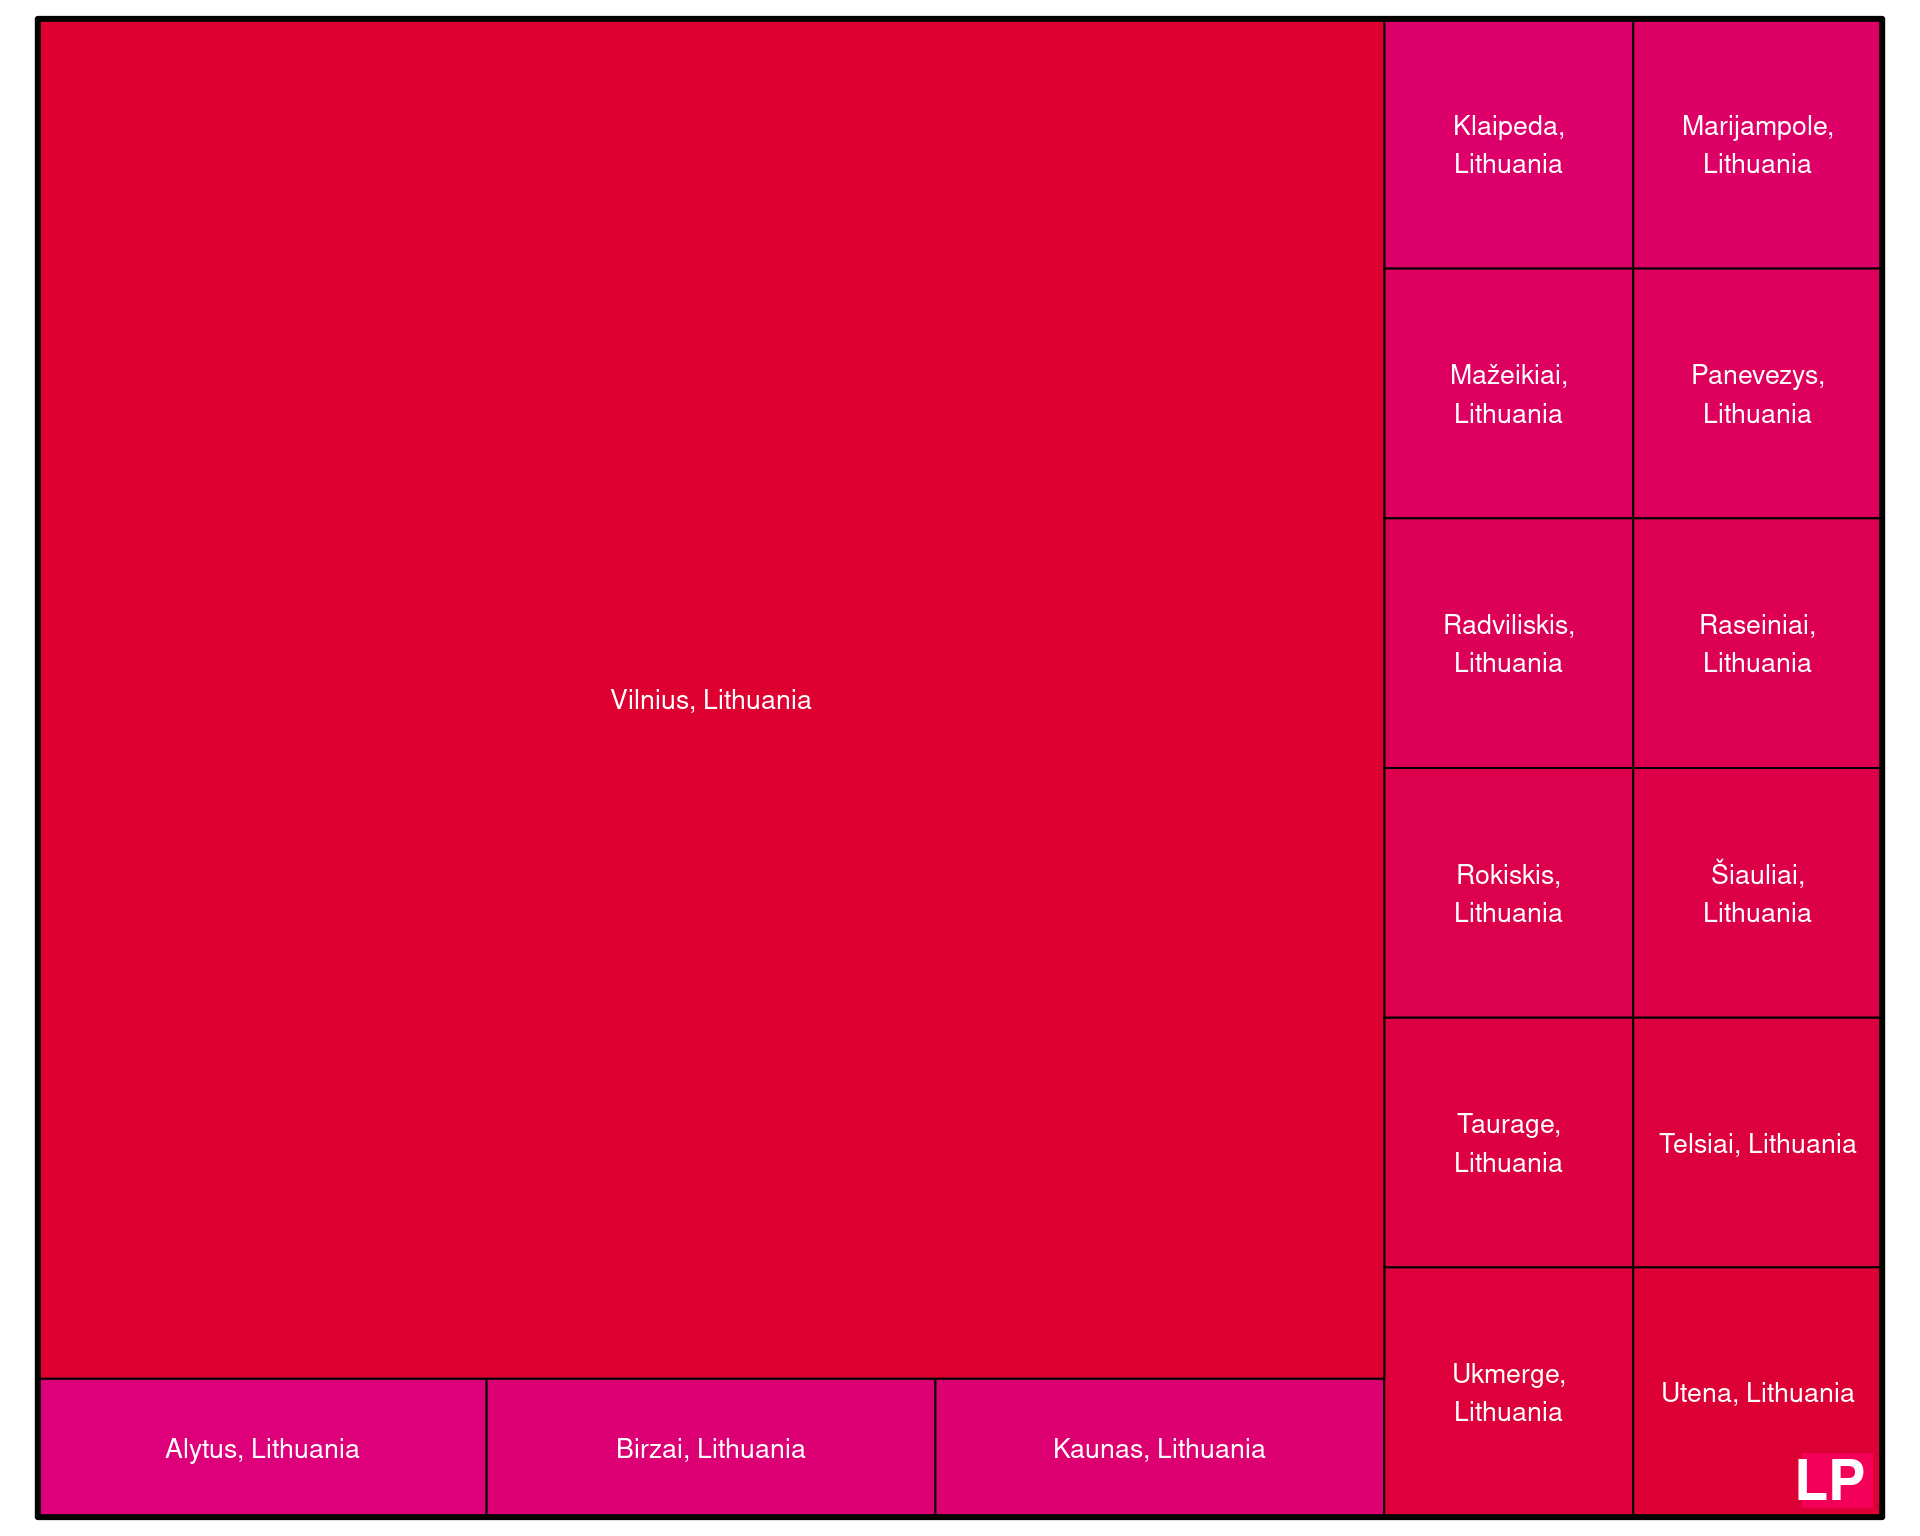 Vilnius, Lithuania
Alytus, Lithuania
Birzai, Lithuania
Kaunas, Lithuania
Klaipeda,
Lithuania
Marijampole,
Lithuania
Mažeikiai,
Lithuania
Panevezys,
Lithuania
Radviliskis,
Lithuania
Raseiniai,
Lithuania
Rokiskis,
Lithuania
Šiauliai,
Lithuania
Taurage,
Lithuania
Telsiai, Lithuania
Ukmerge,
Lithuania
Utena, Lithuania
LP